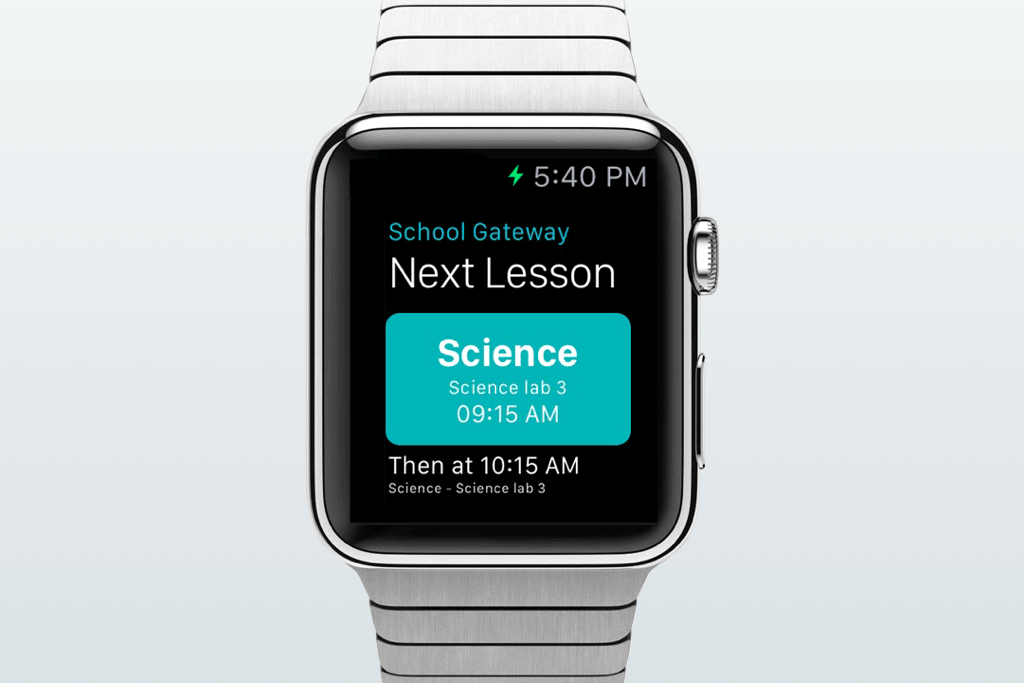 5:40 PM
School Gateway
Next Lesson
Science
Science lab 3
09:15 AM
Then at 10:15 AM
Science - Science lab 3